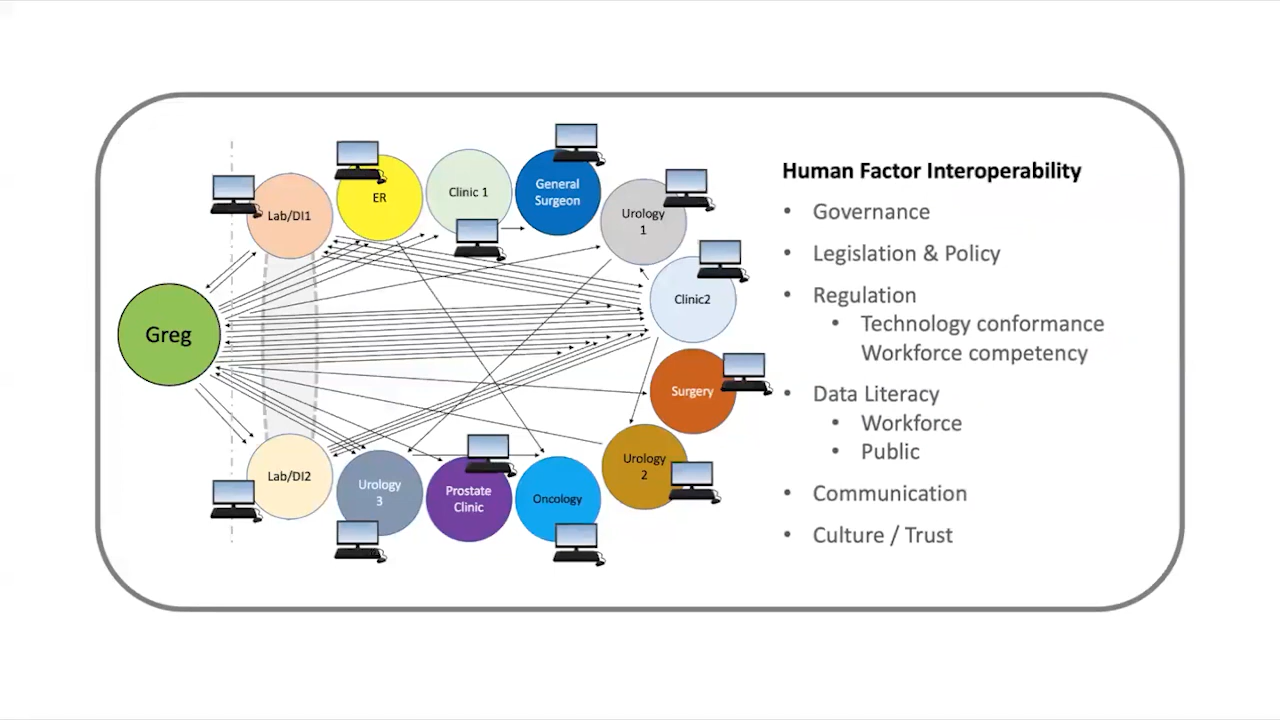 Human Factor Interoperability
• Governance
• Legislation & Policy
• Regulation
• Technology conformance
Workforce competency
• Data Literacy
• Workforce
• Public
• Communication
• Culture / Trust
Greg
Lab/DI1
ER
Clinic 1
General
Surgeon
Urology
1
Clinic2
Surgery
Urology
2
Oncology
Prostate
Clinic
Urology
3
Lab/DI2